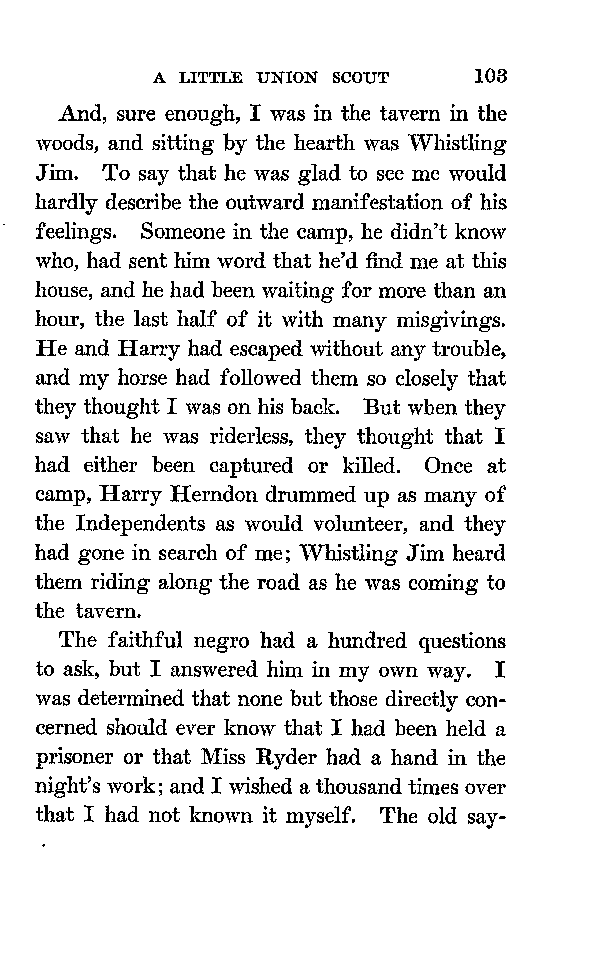 A LITTLE UNION SCOUT 103
And, sure enough, I was in the tavern in the
woods, and sitting by the hearth was Whistling
Jim. To say that he was glad to see me would
hardly describe the outward manifestation of his
feelings. Someone in the camp, he didn't know
who, had sent him word that he'd find me at this
house, and he had been waiting for more than an
hour, the last half of it with many misgivings.
He and Harry had escaped without any trouble,
and my horse had followed them so closely that
they thought I was on his back. But when they
saw that he was riderless, they thought that I
had either been captured or killed. Once at
camp, Harry Herndon drummed up as many of
the Independents as would volunteer, and they
had gone in search of me; Whistling Jim heard
them riding along the road as he was coming to
the tavern.
The faithful negro had a hundred questions
to ask, but I answered him in my own way. I
was determined that none but those directly con-
cerned should ever know that I had been held a
prisoner or that Miss Ryder had a hand in the
night's work; and I wished a thousand times over
that I had not known it myself. The old say-